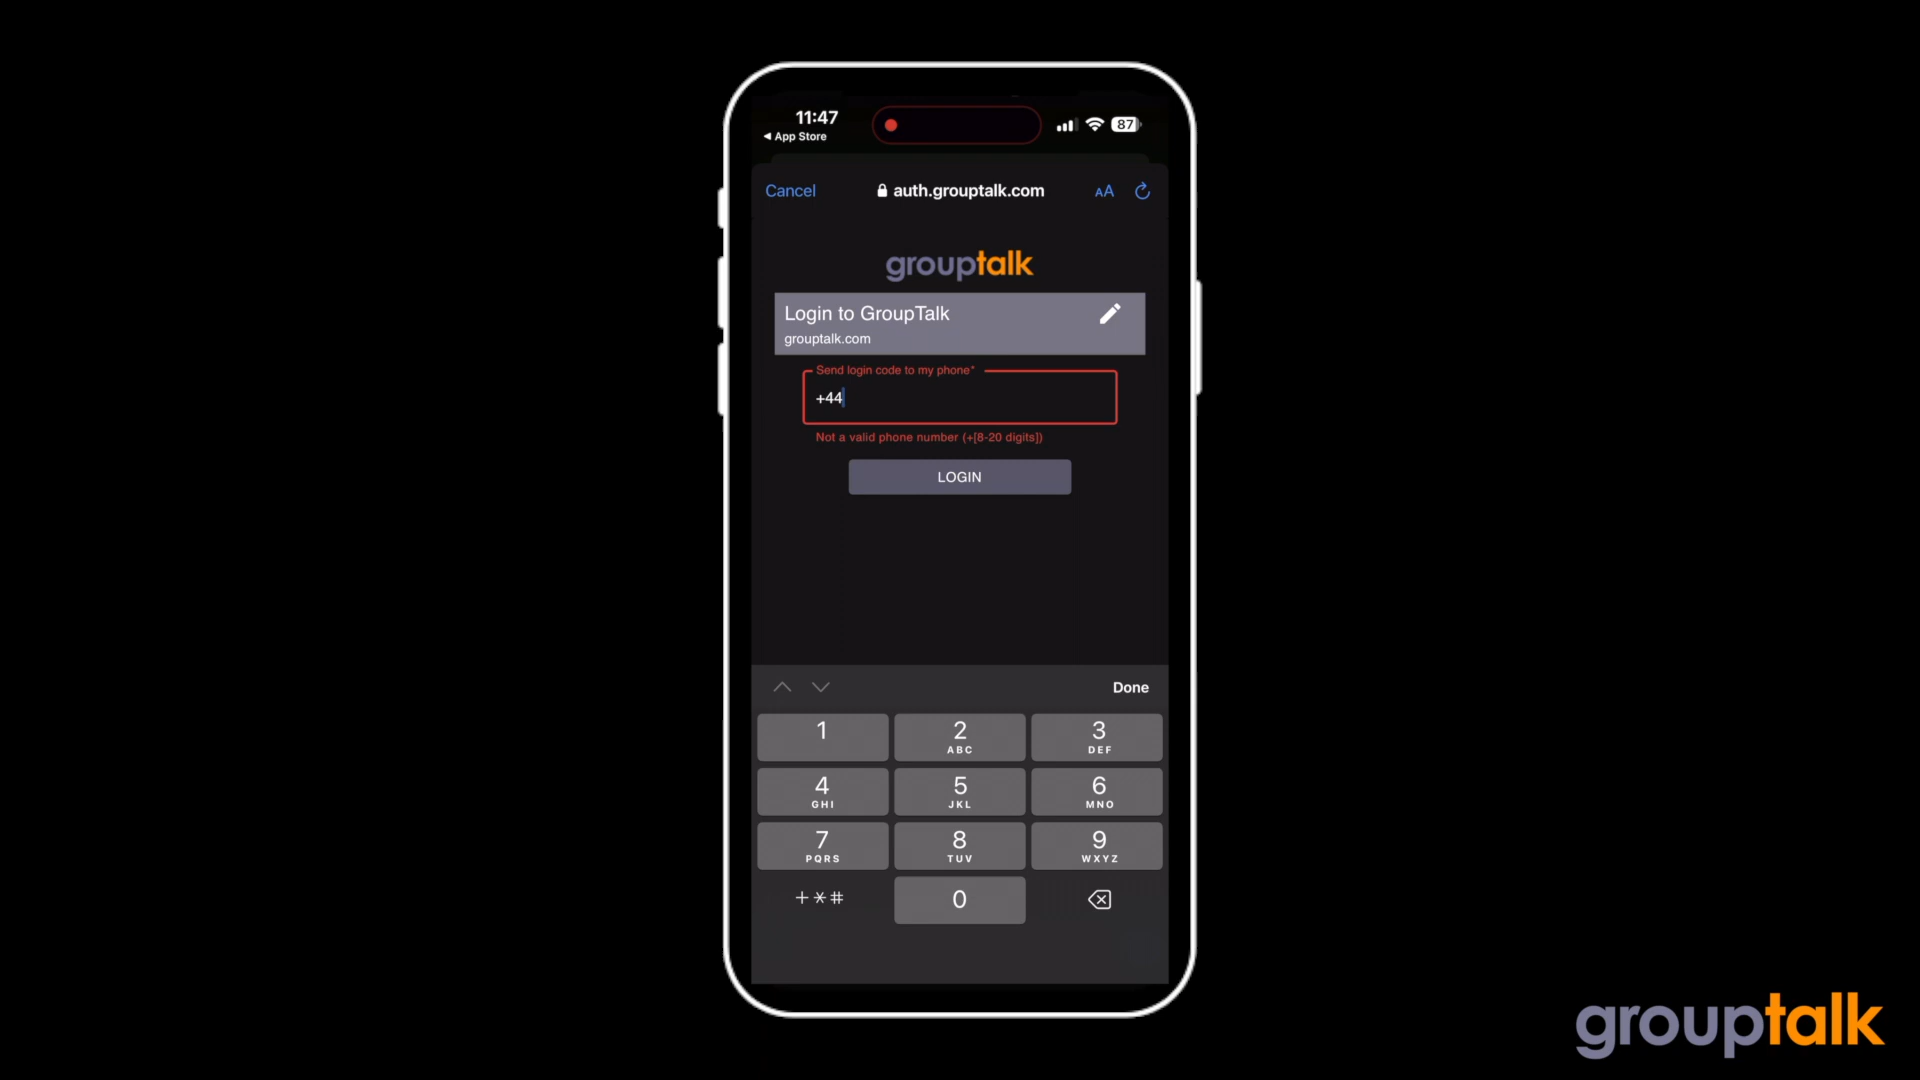 11:47
App Store
87
Cancel
auth.grouptalk.com
AA
grouptalk
Login to GroupTalk
grouptalk.com
Send login code to my phone*
+44
Not a valid phone number (+[8-20 digits])
LOGIN
Done
1
2
3
ABC
DEF
4
5
6
GHI
JKL
MNO
7
8
9
PQRS
TUV
WXYZ
+*#
0
grouptalk